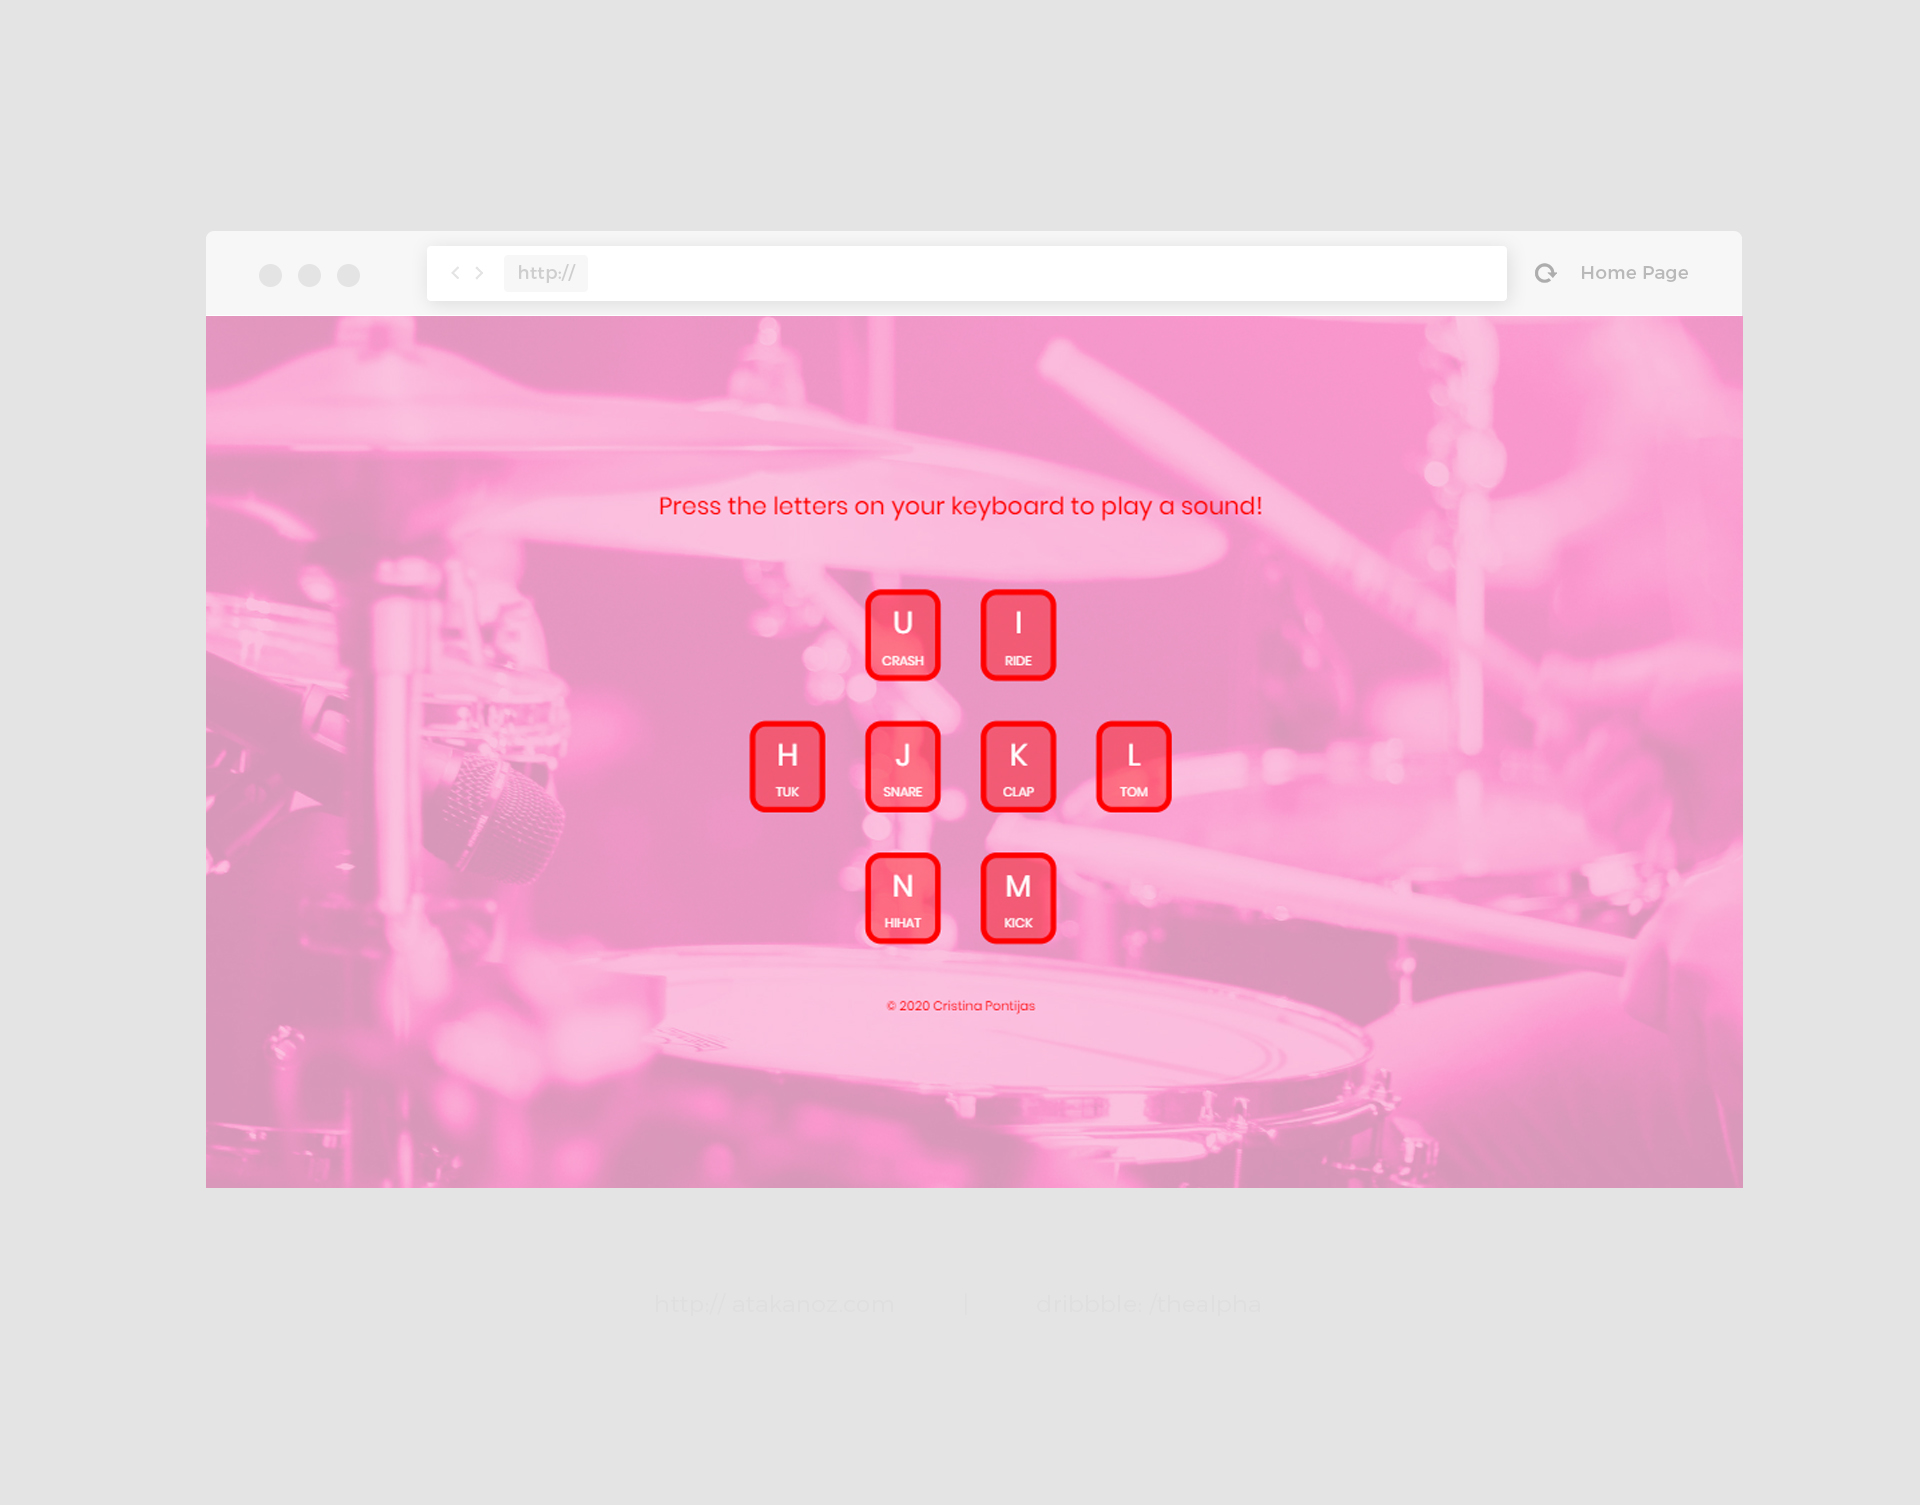 http://
Home Page
Press the letters on your keyboard to play a sound!
U
CRASH
I
RIDE
H
TUK
J
SNARE
K
CLAP
L
TOM
N
HIHAT
M
KICK
© 2020 Cristina Pontijas
http:// atakanoz.com | dribbble: /thealpha